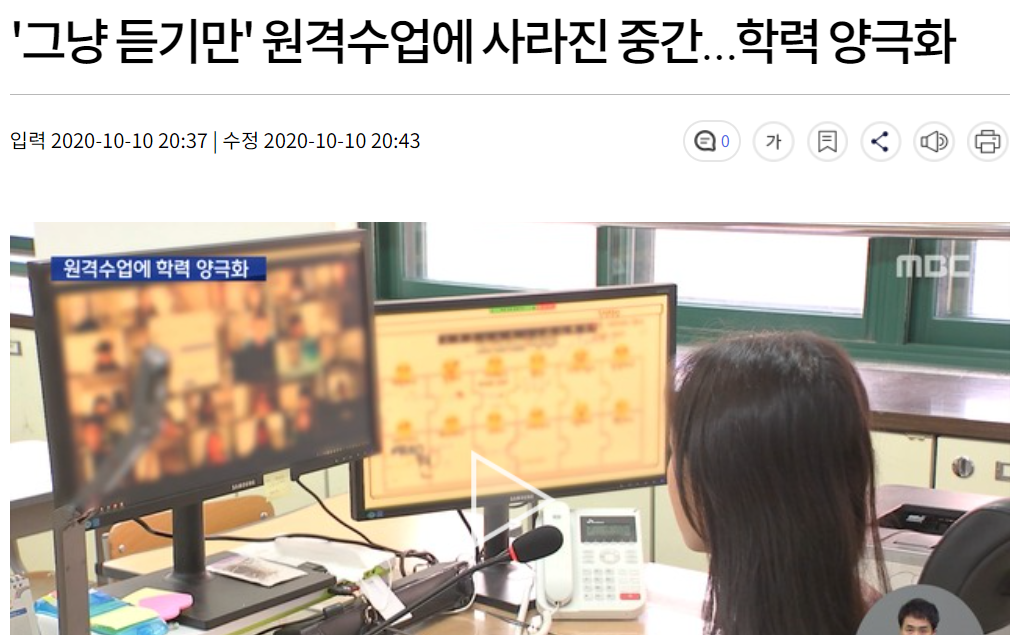 '그냥 듣기만' 원격수업에 사라진 중간...학력 양극화
입력 2020-10-10 20:37 | 수정 2020-10-10 20:43
0
가
원격수업에 학력 양극화
MBC
SAMSUNG
SAMSUNG